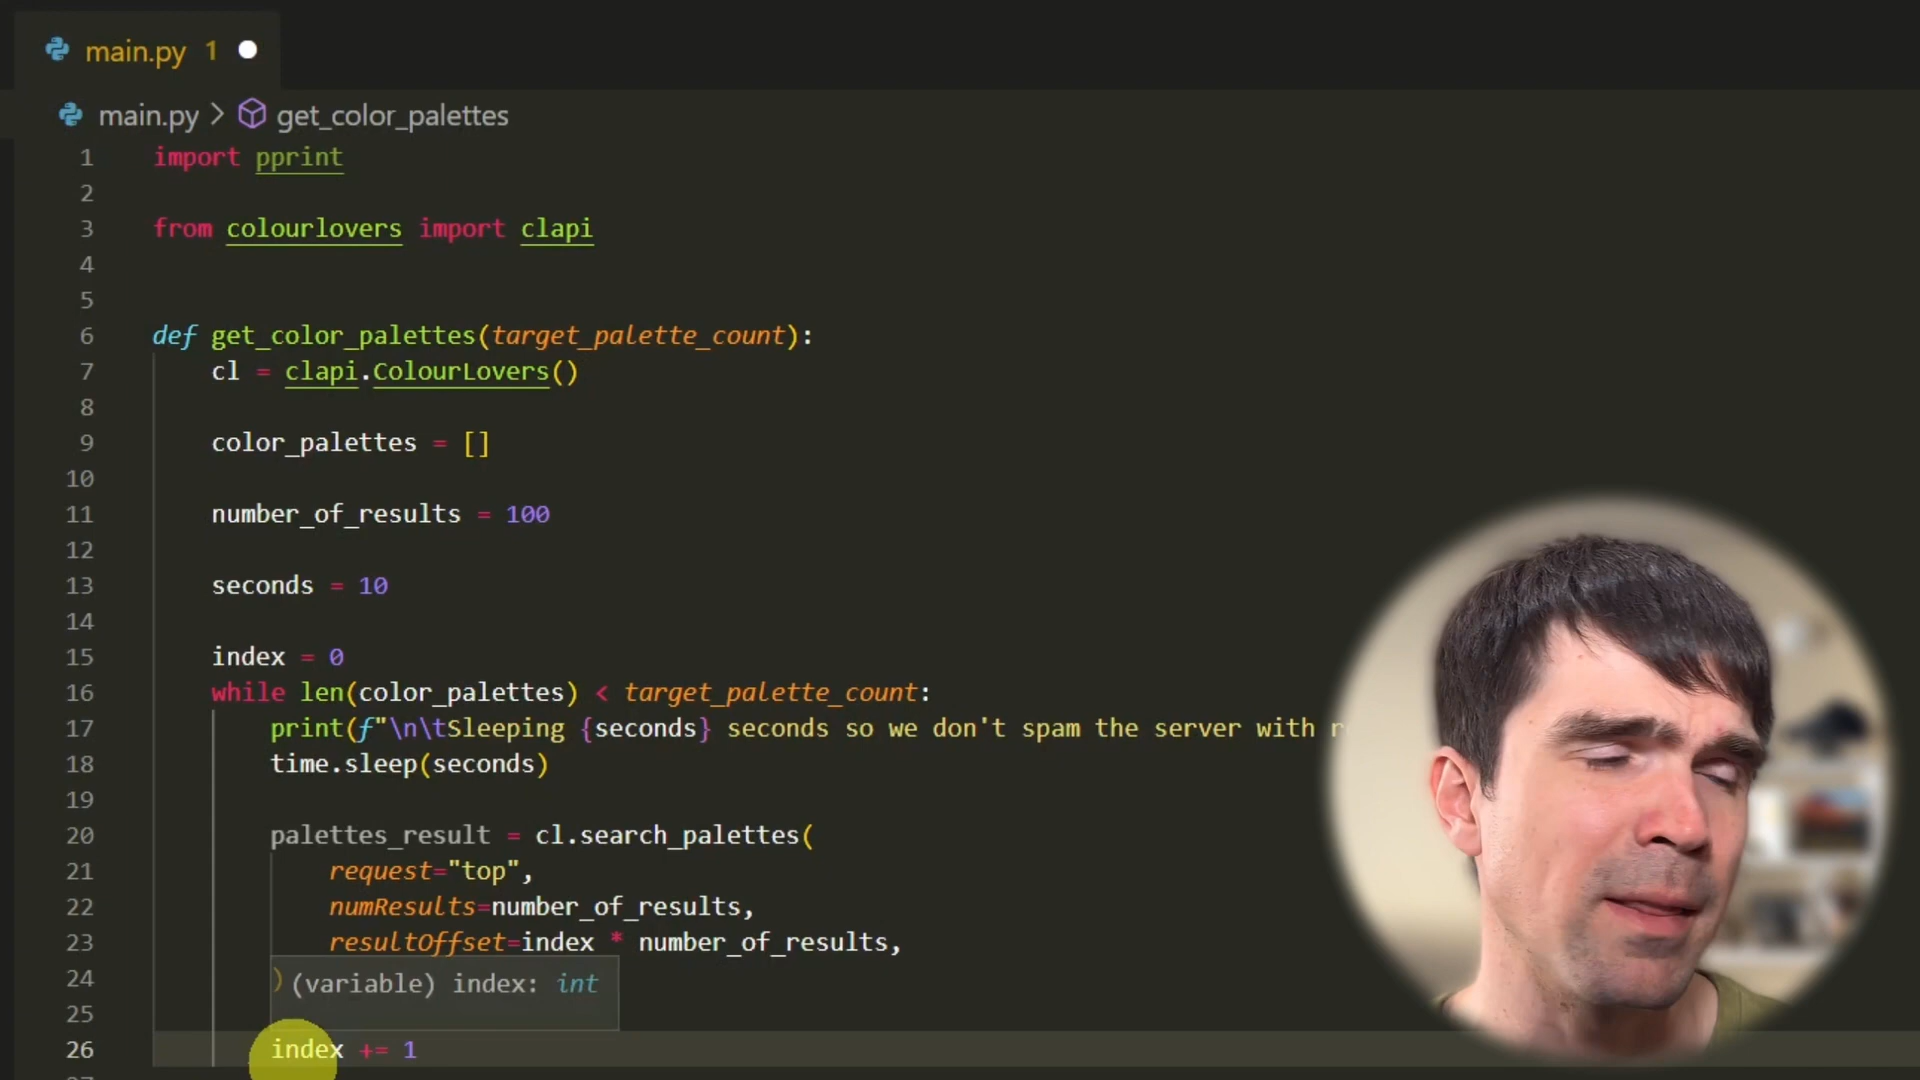 main.py 1
main.py > get_color_palettes
1 import pprint
2
3 from colourlovers import clapi
4
5
6 def get_color_palettes(target_palette_count):
7 cl = clapi.ColourLovers()
8
9 color_palettes = []
10
11 number_of_results = 100
12
13 seconds = 10
14
15 index = 0
16 while len(color_palettes) < target_palette_count:
17 print(f"\n\tSleeping {seconds} seconds so we don't spam the server with
18 time.sleep(seconds)
19
20 palettes_result = cl.search_palettes(
21 request="top",
22 numResults=number_of_results,
23 resultOffset=index * number_of_results,
24 ) (variable) index: int
25
26 index += 1